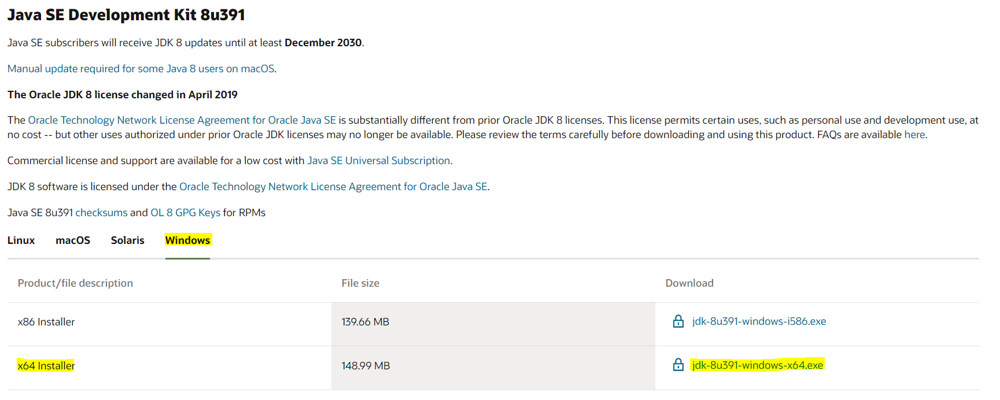 Java SE Development Kit 8u391
Java SE subscribers will receive JDK 8 updates until at least December 2030.
Manual update required for some Java 8 users on macOS.
The Oracle JDK 8 license changed in April 2019
The Oracle Technology Network License Agreement for Oracle Java SE is substantially different from prior Oracle JDK 8 licenses. This license permits certain uses, such as personal use and development use, at
no cost -- but other uses authorized under prior Oracle JDK licenses may no longer be available. Please review the terms carefully before downloading and using this product. FAQs are available here.
Commercial license and support are available for a low cost with Java SE Universal Subscription.
JDK 8 software is licensed under the Oracle Technology Network License Agreement for Oracle Java SE.
Java SE 8u391 checksums and OL 8 GPG Keys for RPMs
Linux macOS Solaris Windows
Product/file description File size Download
x86 Installer 139.66 MB jdk-8u391-windows-i586.exe
x64 Installer 148.99 MB jdk-8u391-windows-x64.exe